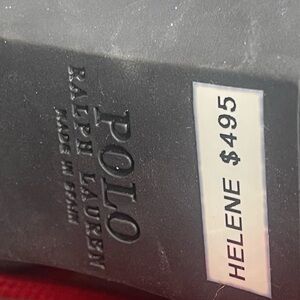 POLO
RALPH LAUREN
MADE IN SPAIN
HELENE $495